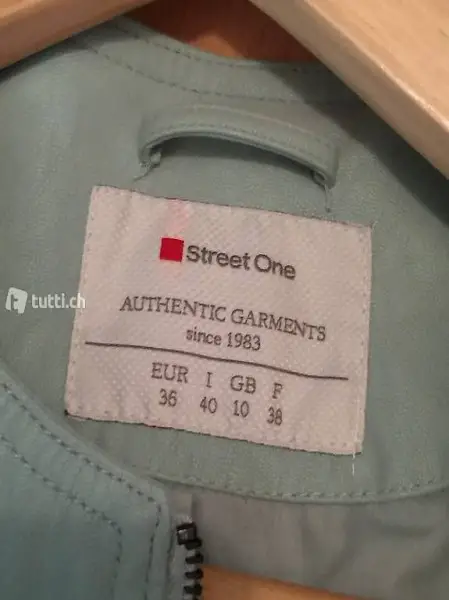 Street One
AUTHENTIC GARMENTS
since 1983
EUR I GB F
36 40 10 38
tutti.ch